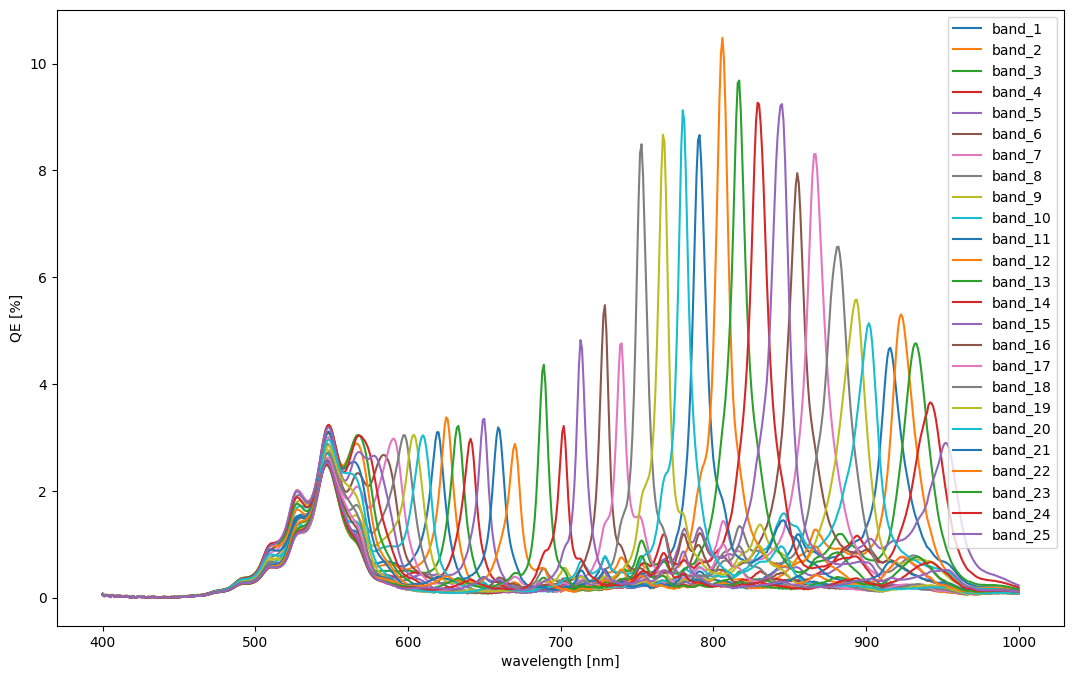 10
8
6
4
2
0
QE [%]
400
500
600
700
800
900
1000
wavelength [nm]
band_1
band_2
band_3
band_4
band_5
band_6
band_7
band_8
band_9
band_10
band_11
band_12
band_13
band_14
band_15
band_16
band_17
band_18
band_19
band_20
band_21
band_22
band_23
band_24
band_25